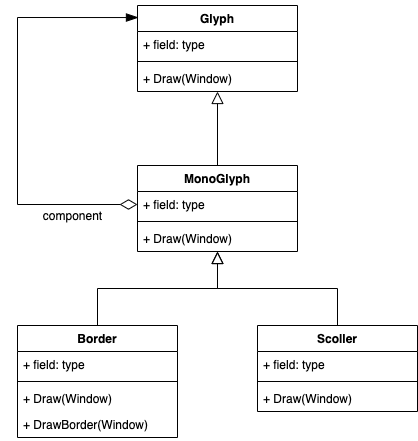 Glyph
+ field: type
+ Draw(Window)
MonoGlyph
+ field: type
component
+ Draw(Window)
Border
+ field: type
+ Draw(Window)
+ DrawBorder(Window)
Scoller
+ field: type
+ Draw(Window)